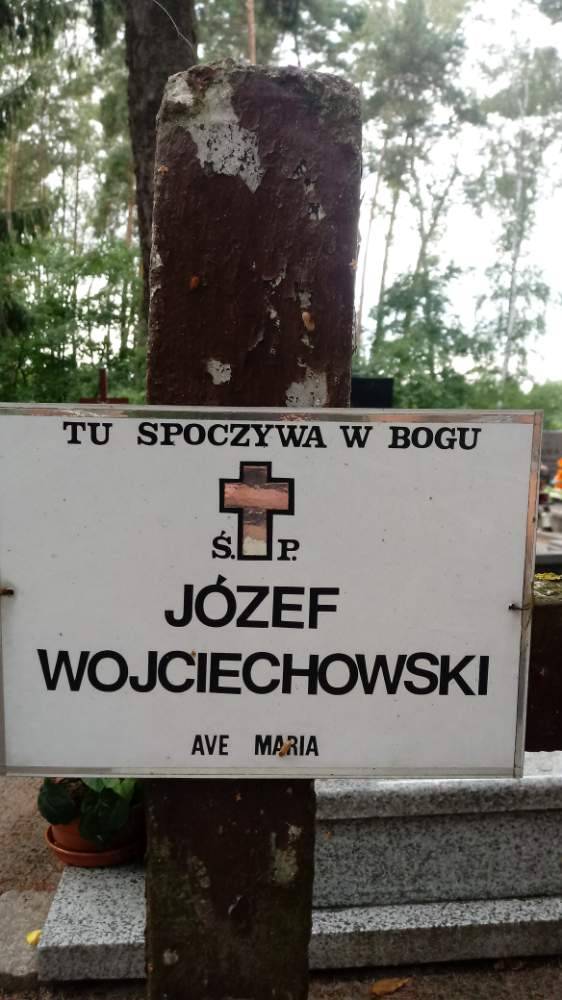 TU SPOCZYWA W BOGU
Ś. P.
JÓZEF
WOJCIECHOWSKI
AVE MARIA